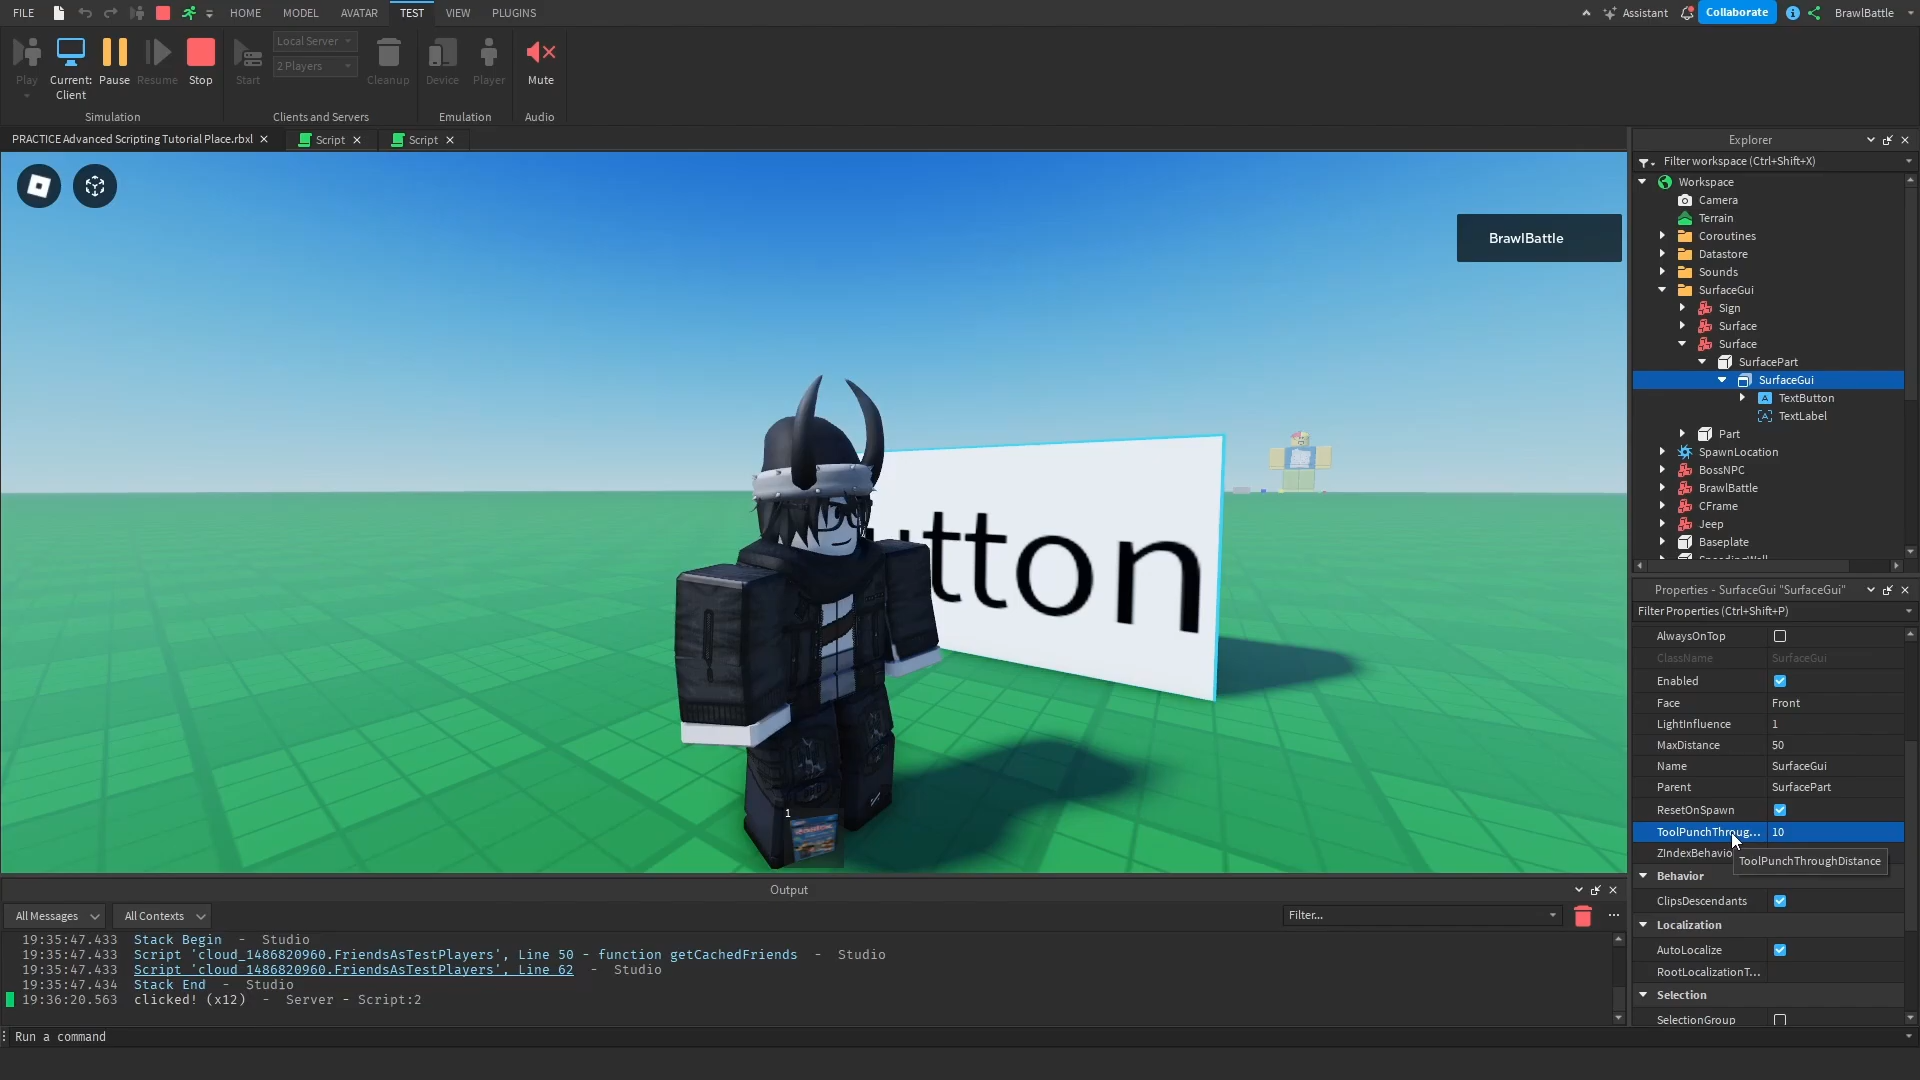 FILE HOME MODEL AVATAR TEST VIEW PLUGINS Assistant Collaborate BrawlBattle
Play
Current: Client
Pause
Resume
Stop
Simulation
Start
Local Server
2 Players
Cleanup
Clients and Servers
Device
Player
Emulation
Mute
Audio
PRACTICE Advanced Scripting Tutorial Place.rbxl
Script
Script
BrawlBattle
utton
1
Explorer
Filter workspace (Ctrl+Shift+X)
Workspace
Camera
Terrain
Coroutines
Datastore
Sounds
SurfaceGui
Sign
Surface
Surface
SurfacePart
SurfaceGui
TextButton
TextLabel
Part
SpawnLocation
BossNPC
BrawlBattle
CFrame
Jeep
Baseplate
Properties - SurfaceGui "SurfaceGui"
Filter Properties (Ctrl+Shift+P)
AlwaysOnTop
ClassName SurfaceGui
Enabled
Face Front
LightInfluence 1
MaxDistance 50
Name SurfaceGui
Parent SurfacePart
ResetOnSpawn
ToolPunchThroug... 10
ZIndexBehavio
ToolPunchThroughDistance
Behavior
ClipsDescendants
Localization
AutoLocalize
RootLocalizationT...
Selection
SelectionGroup
Output
All Messages All Contexts Filter...
19:35:47.433 Stack Begin - Studio
19:35:47.433 Script 'cloud_1486820960.FriendsAsTestPlayers', Line 50 - function getCachedFriends - Studio
19:35:47.433 Script 'cloud_1486820960.FriendsAsTestPlayers', Line 62 - Studio
19:35:47.434 Stack End - Studio
19:36:20.563 clicked! (x12) - Server - Script:2
Run a command